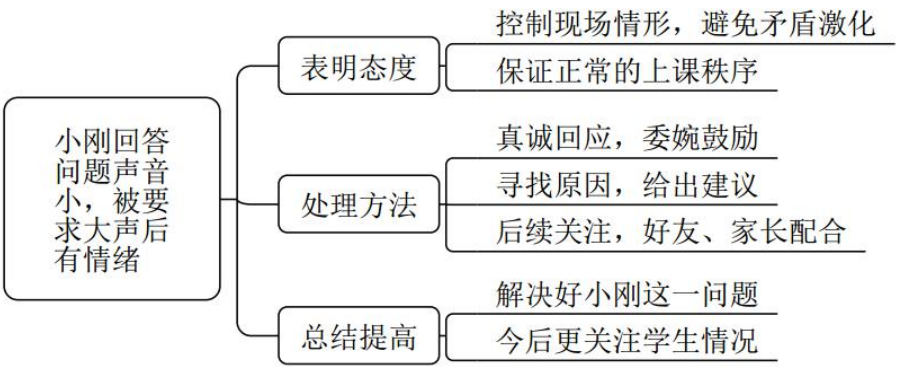 小刚回答
问题声音
小，被要
求大声后
有情绪
表明态度
控制现场情形，避免矛盾激化
保证正常的上课秩序
处理方法
真诚回应，委婉鼓励
寻找原因，给出建议
后续关注，好友、家长配合
总结提高
解决好小刚这一问题
今后更关注学生情况